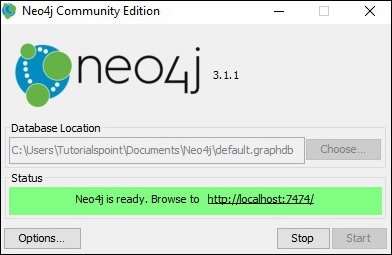 Neo4j Community Edition
neo4j 3.1.1
Database Location
C:\Users\Tutorialspoint\Documents\Neo4j\default.graphdb Choose...
Status
Neo4j is ready. Browse to http://localhost:7474/
Options... Stop Start